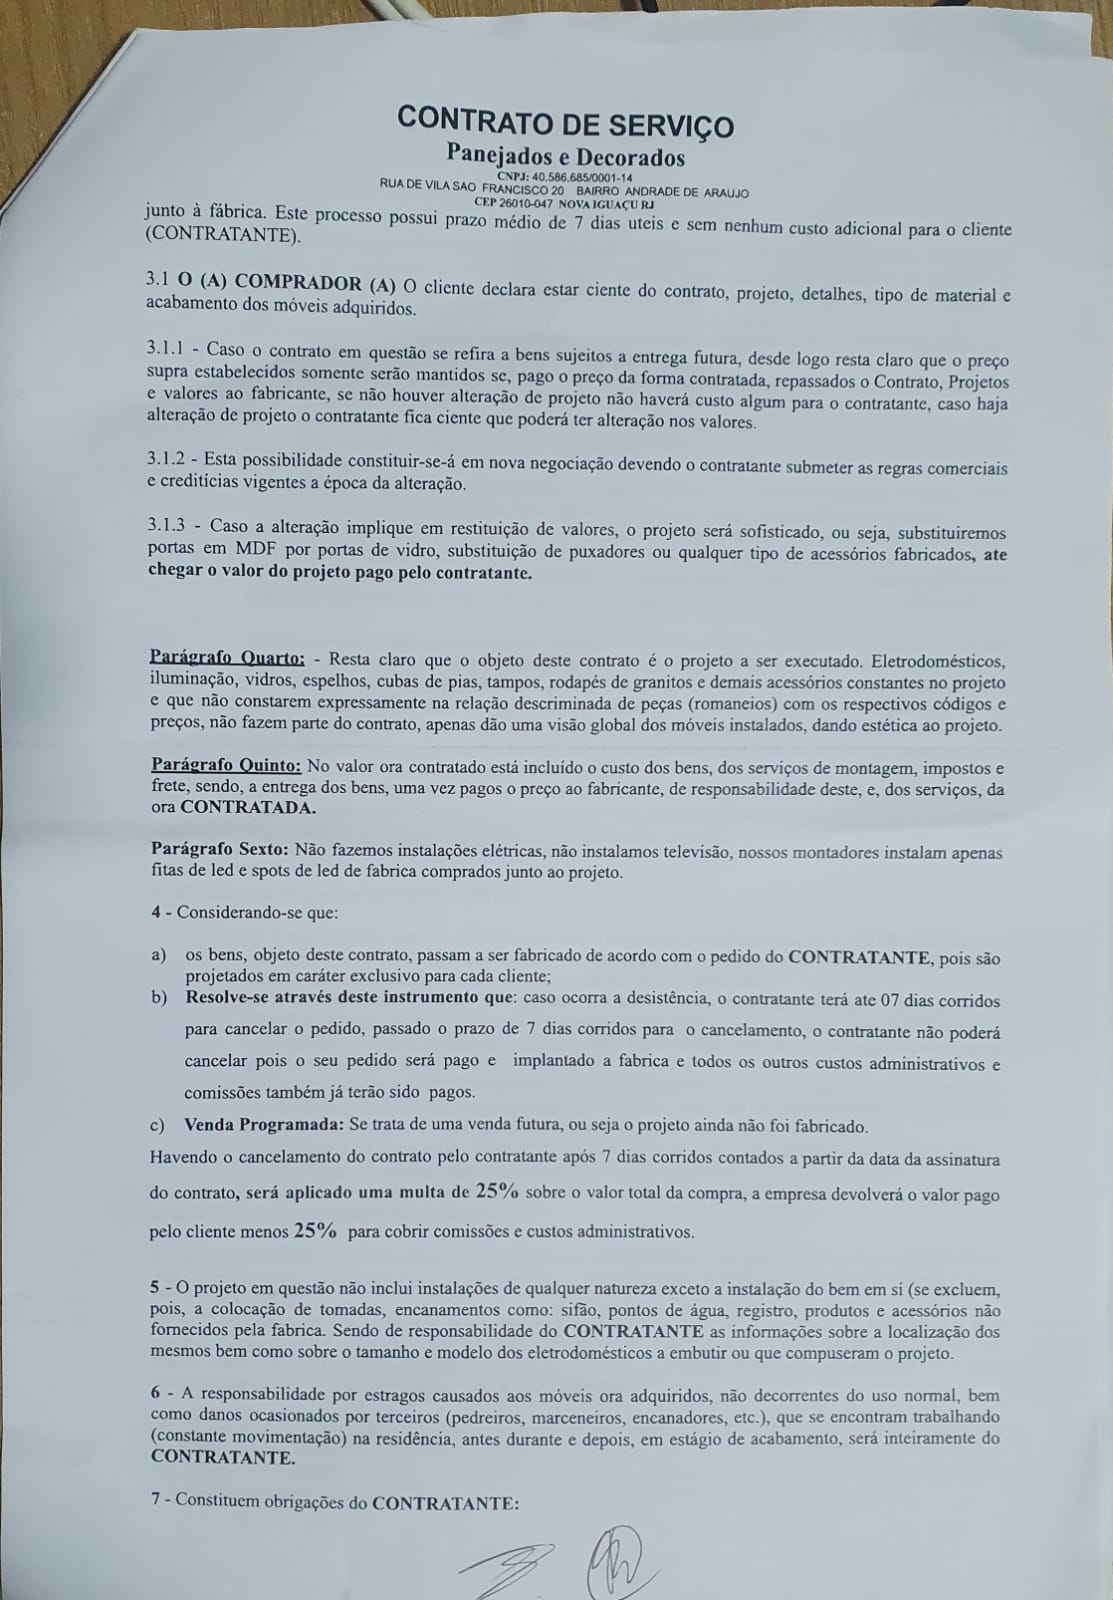 CONTRATO DE SERVIÇO
Panejados e Decorados
CNPJ: 40.586.685/0001-14
RUA DE VILA SAO FRANCISCO 20 BAIRRO ANDRADE DE ARAUJO
CEP 26010-047 NOVA IGUAÇU RJ
junto à fábrica. Este processo possui prazo médio de 7 dias uteis e sem nenhum custo adicional para o cliente
(CONTRATANTE).
3.1 O (A) COMPRADOR (A) O cliente declara estar ciente do contrato, projeto, detalhes, tipo de material e
acabamento dos móveis adquiridos.
3.1.1 - Caso o contrato em questão se refira a bens sujeitos a entrega futura, desde logo resta claro que o preço
supra estabelecidos somente serão mantidos se, pago o preço da forma contratada, repassados o Contrato, Projetos
e valores ao fabricante, se não houver alteração de projeto não haverá custo algum para o contratante, caso haja
alteração de projeto o contratante fica ciente que poderá ter alteração nos valores.
3.1.2 - Esta possibilidade constituir-se-á em nova negociação devendo o contratante submeter as regras comerciais
e creditícias vigentes a época da alteração.
3.1.3 - Caso a alteração implique em restituição de valores, o projeto será sofisticado, ou seja, substituiremos
portas em MDF por portas de vidro, substituição de puxadores ou qualquer tipo de acessórios fabricados, ate
chegar o valor do projeto pago pelo contratante.
Parágrafo Quarto: - Resta claro que o objeto deste contrato é o projeto a ser executado. Eletrodomésticos,
iluminação, vidros, espelhos, cubas de pias, tampos, rodapés de granitos e demais acessórios constantes no projeto
e que não constarem expressamente na relação descriminada de peças (romaneios) com os respectivos códigos e
preços, não fazem parte do contrato, apenas dão uma visão global dos móveis instalados, dando estética ao projeto.
Parágrafo Quinto: No valor ora contratado está incluído o custo dos bens, dos serviços de montagem, impostos e
frete, sendo, a entrega dos bens, uma vez pagos o preço ao fabricante, de responsabilidade deste, e, dos serviços, da
ora CONTRATADA.
Parágrafo Sexto: Não fazemos instalações elétricas, não instalamos televisão, nossos montadores instalam apenas
fitas de led e spots de led de fabrica comprados junto ao projeto.
4 - Considerando-se que:
a) os bens, objeto deste contrato, passam a ser fabricado de acordo com o pedido do CONTRATANTE, pois são
projetados em caráter exclusivo para cada cliente;
b) Resolve-se através deste instrumento que: caso ocorra a desistência, o contratante terá ate 07 dias corridos
para cancelar o pedido, passado o prazo de 7 dias corridos para o cancelamento, o contratante não poderá
cancelar pois o seu pedido será pago e implantado a fabrica e todos os outros custos administrativos e
comissões também já terão sido pagos.
c) Venda Programada: Se trata de uma venda futura, ou seja o projeto ainda não foi fabricado.
Havendo o cancelamento do contrato pelo contratante após 7 dias corridos contados a partir da data da assinatura
do contrato, será aplicado uma multa de 25% sobre o valor total da compra, a empresa devolverá o valor pago
pelo cliente menos 25% para cobrir comissões e custos administrativos.
5 - O projeto em questão não inclui instalações de qualquer natureza exceto a instalação do bem em si (se excluem,
pois, a colocação de tomadas, encanamentos como: sifão, pontos de água, registro, produtos e acessórios não
fornecidos pela fabrica. Sendo de responsabilidade do CONTRATANTE as informações sobre a localização dos
mesmos bem como sobre o tamanho e modelo dos eletrodomésticos a embutir ou que compuseram o projeto.
6 - A responsabilidade por estragos causados aos móveis ora adquiridos, não decorrentes do uso normal, bem
como danos ocasionados por terceiros (pedreiros, marceneiros, encanadores, etc.), que se encontram trabalhando
(constante movimentação) na residência, antes durante e depois, em estágio de acabamento, será inteiramente do
CONTRATANTE.
7 - Constituem obrigações do CONTRATANTE: